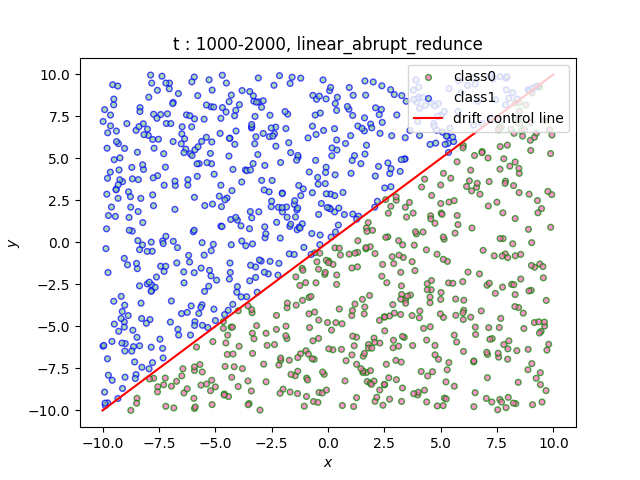 t : 1000-2000, linear_abrupt_redunce
class0
class1
drift control line
y
10.0
7.5
5.0
2.5
0.0
−2.5
−5.0
−7.5
−10.0
−10.0 −7.5 −5.0 −2.5 0.0 2.5 5.0 7.5 10.0
x